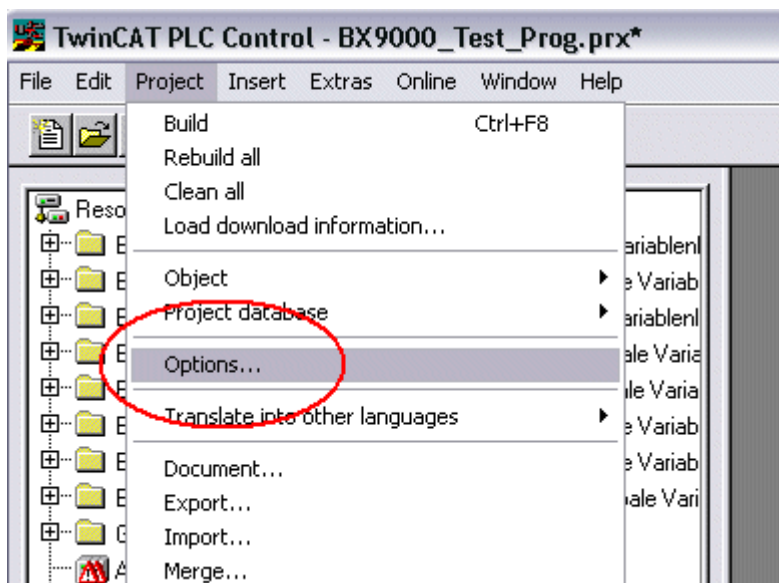 TwinCAT PLC Control - BX9000_Test_Prog.prx*
File Edit Project Insert Extras Online Window Help
Build Ctrl+F8
Rebuild all
Clean all
Load download information...
Object
Project database
Options...
Translate into other languages
Document...
Export...
Import...
Merge...